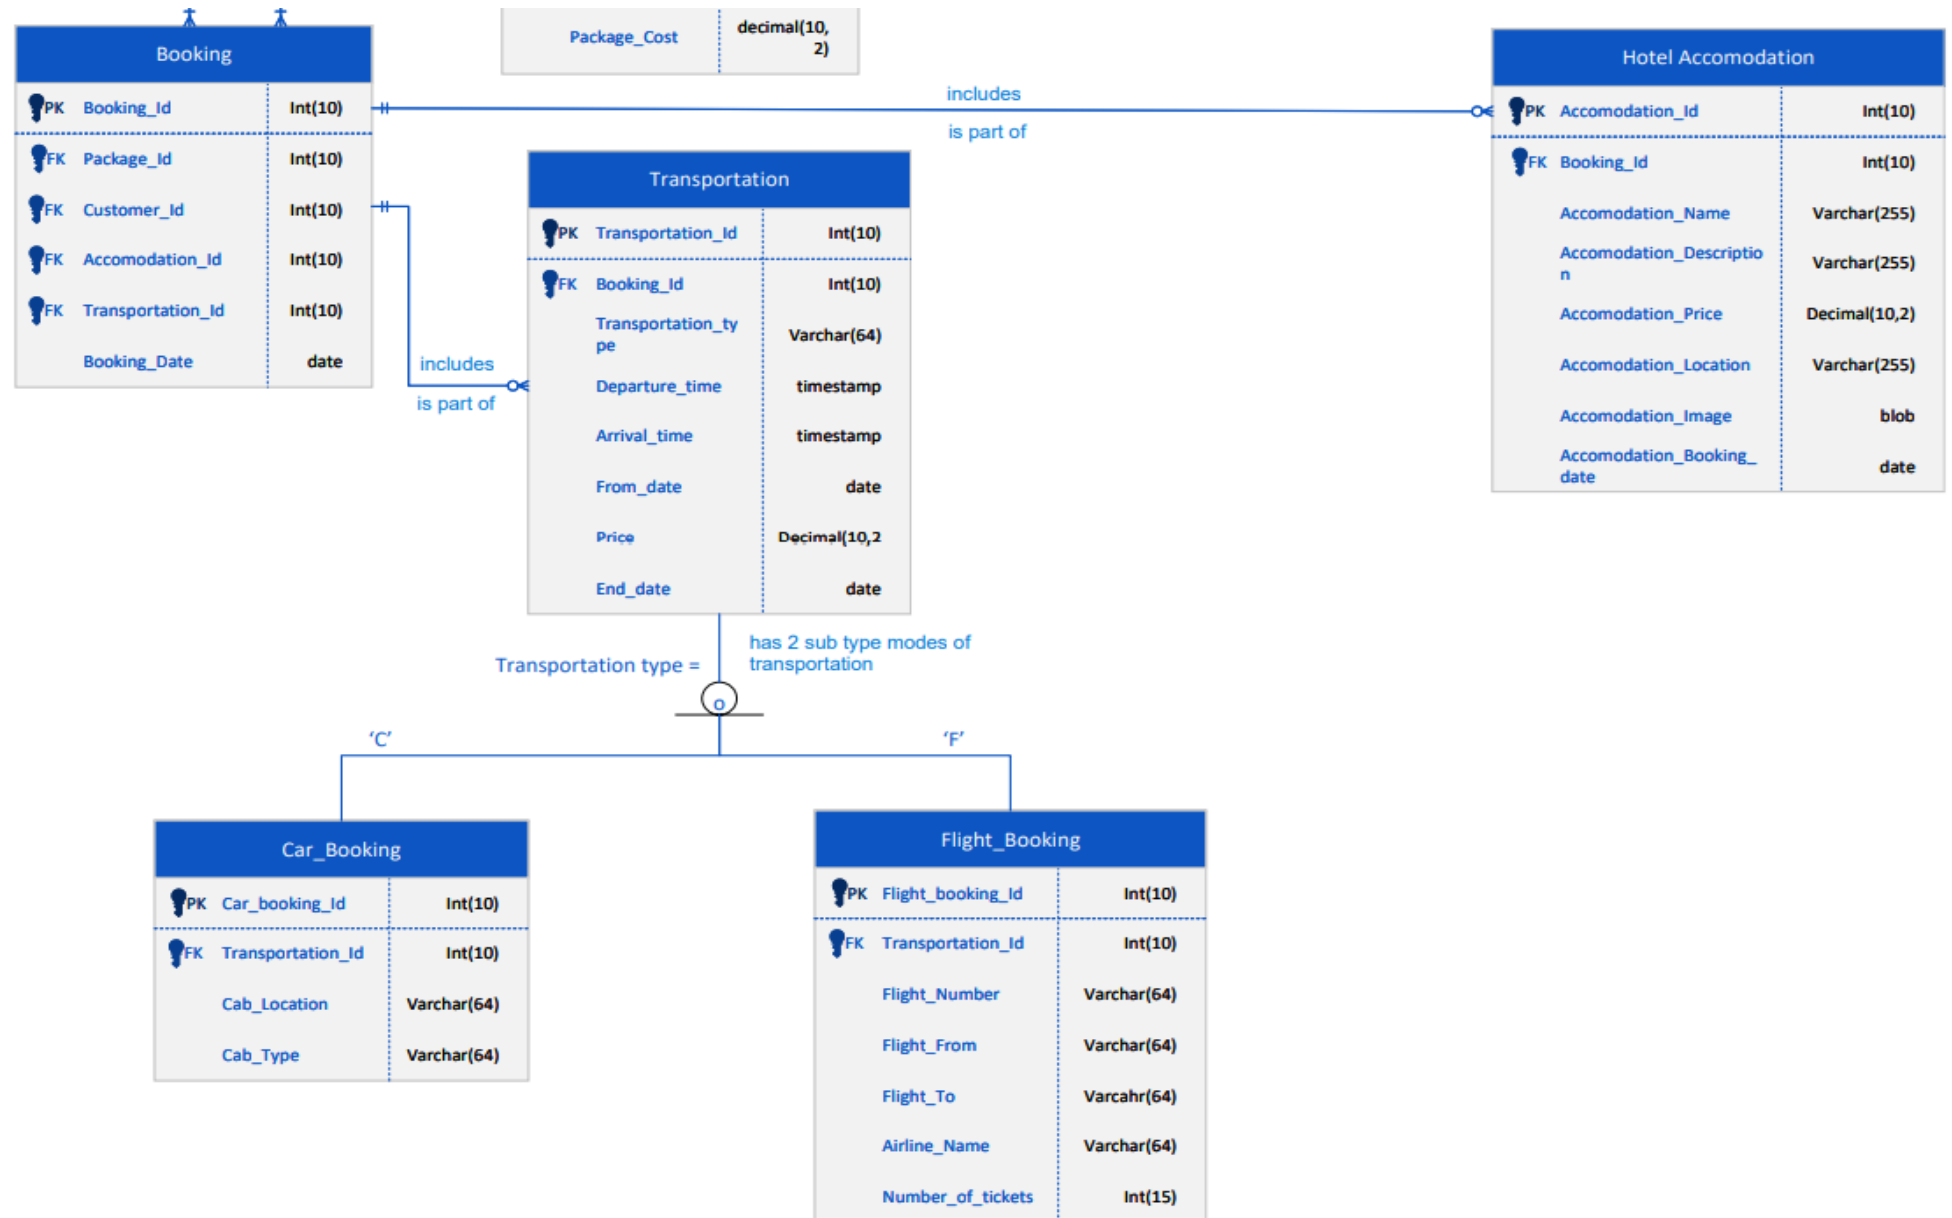 Package_Cost decimal(10,
2)
Booking
PK Booking_Id Int(10)
FK Package_Id Int(10)
FK Customer_Id Int(10)
FK Accomodation_Id Int(10)
FK Transportation_Id Int(10)
Booking_Date date
includes
is part of
Hotel Accomodation
PK Accomodation_Id Int(10)
FK Booking_Id Int(10)
Accomodation_Name Varchar(255)
Accomodation_Descriptio
n Varchar(255)
Accomodation_Price Decimal(10,2)
Accomodation_Location Varchar(255)
Accomodation_Image blob
Accomodation_Booking_
date date
includes
is part of
Transportation
PK Transportation_Id Int(10)
FK Booking_Id Int(10)
Transportation_ty
pe Varchar(64)
Departure_time timestamp
Arrival_time timestamp
From_date date
Price Decimal(10,2
End_date date
has 2 sub type modes of
transportation
Transportation type =
o
‘C’
‘F’
Car_Booking
PK Car_booking_Id Int(10)
FK Transportation_Id Int(10)
Cab_Location Varchar(64)
Cab_Type Varchar(64)
Flight_Booking
PK Flight_booking_Id Int(10)
FK Transportation_Id Int(10)
Flight_Number Varchar(64)
Flight_From Varchar(64)
Flight_To Varcahr(64)
Airline_Name Varchar(64)
Number_of_tickets Int(15)